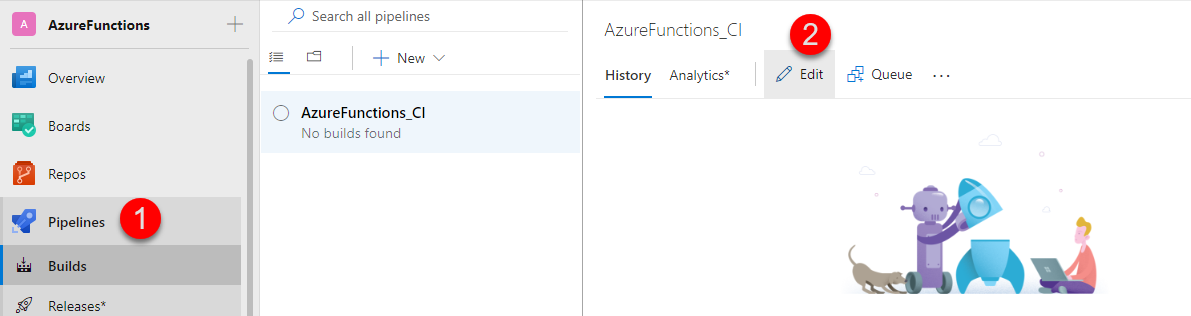 A AzureFunctions
Overview
Boards
Repos
Pipelines 1
Builds
Releases*
Search all pipelines
New
AzureFunctions_CI
No builds found
AzureFunctions_CI
2
History Analytics* Edit Queue ...